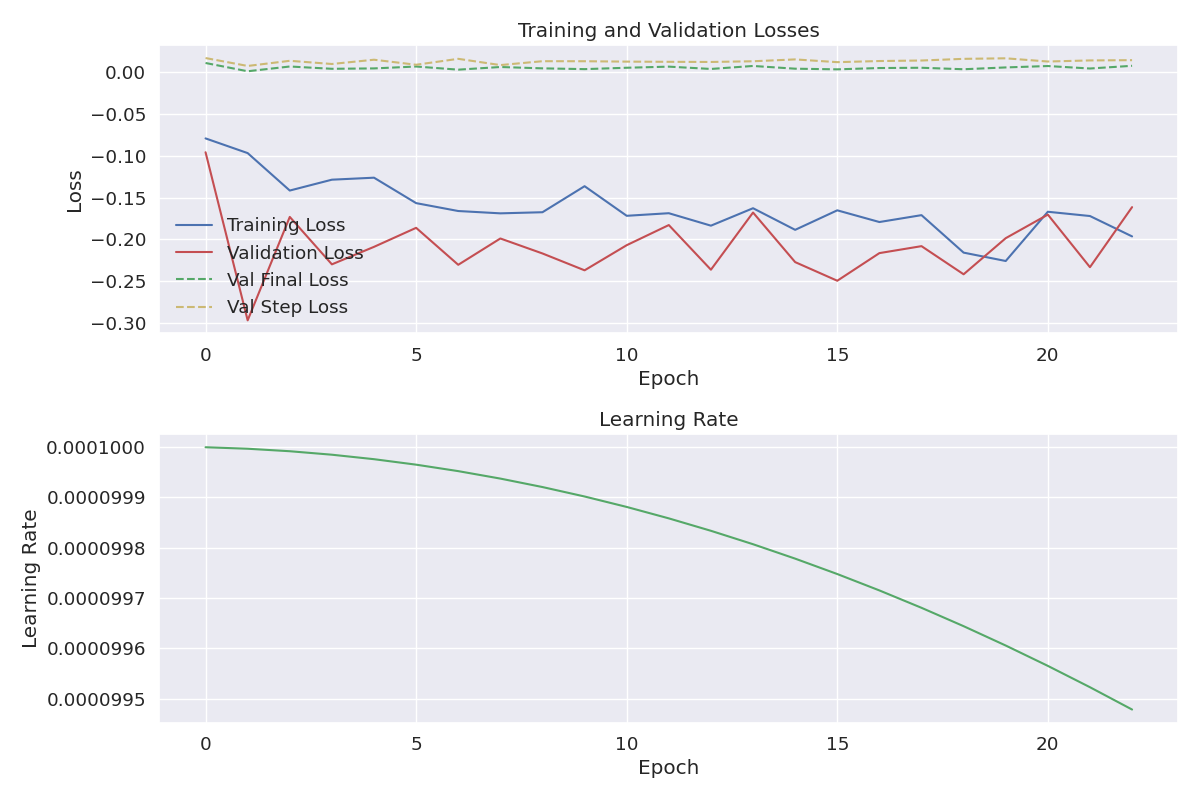 Training and Validation Losses
0.00
−0.05
−0.10
−0.15
−0.20
−0.25
−0.30
Loss
Training Loss
Validation Loss
Val Final Loss
Val Step Loss
0 5 10 15 20
Epoch
Learning Rate
0.0001000
0.0000999
0.0000998
0.0000997
0.0000996
0.0000995
Learning Rate
0 5 10 15 20
Epoch